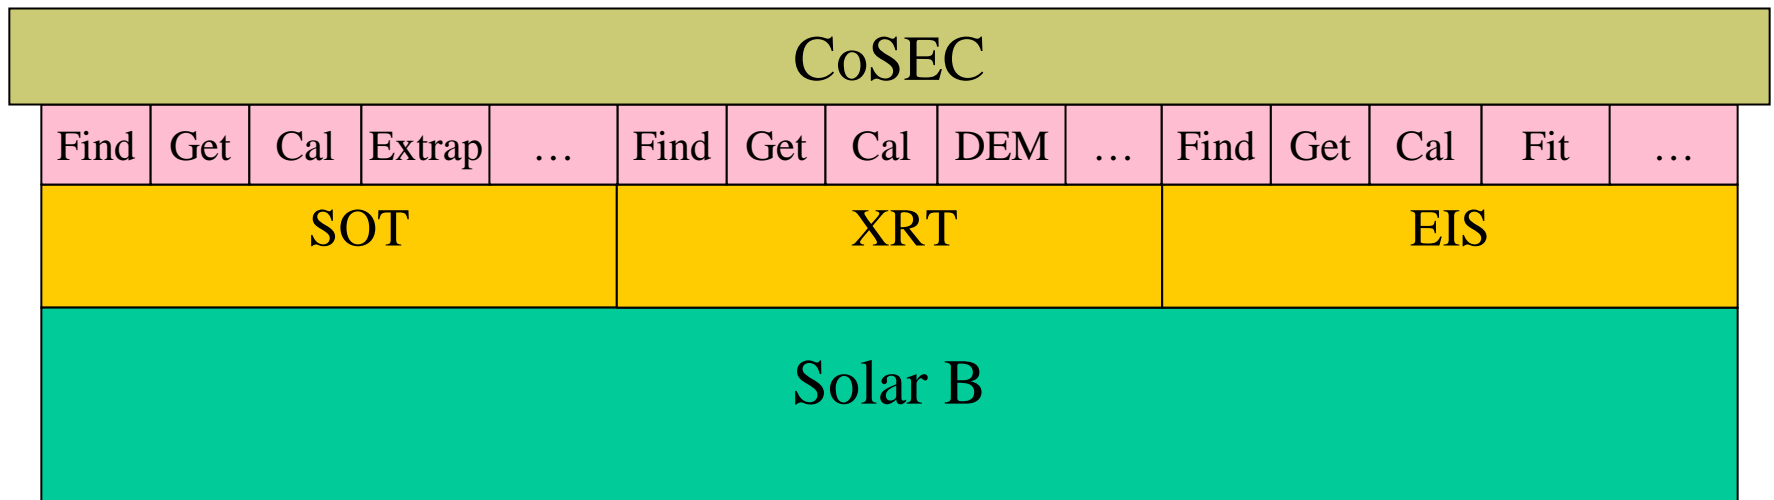 CoSEC
Find Get Cal Extrap … Find Get Cal DEM … Find Get Cal Fit …
SOT XRT EIS
Solar B